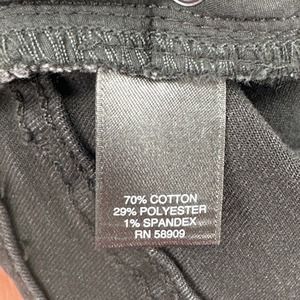 70% COTTON
29% POLYESTER
1% SPANDEX
RN 58909